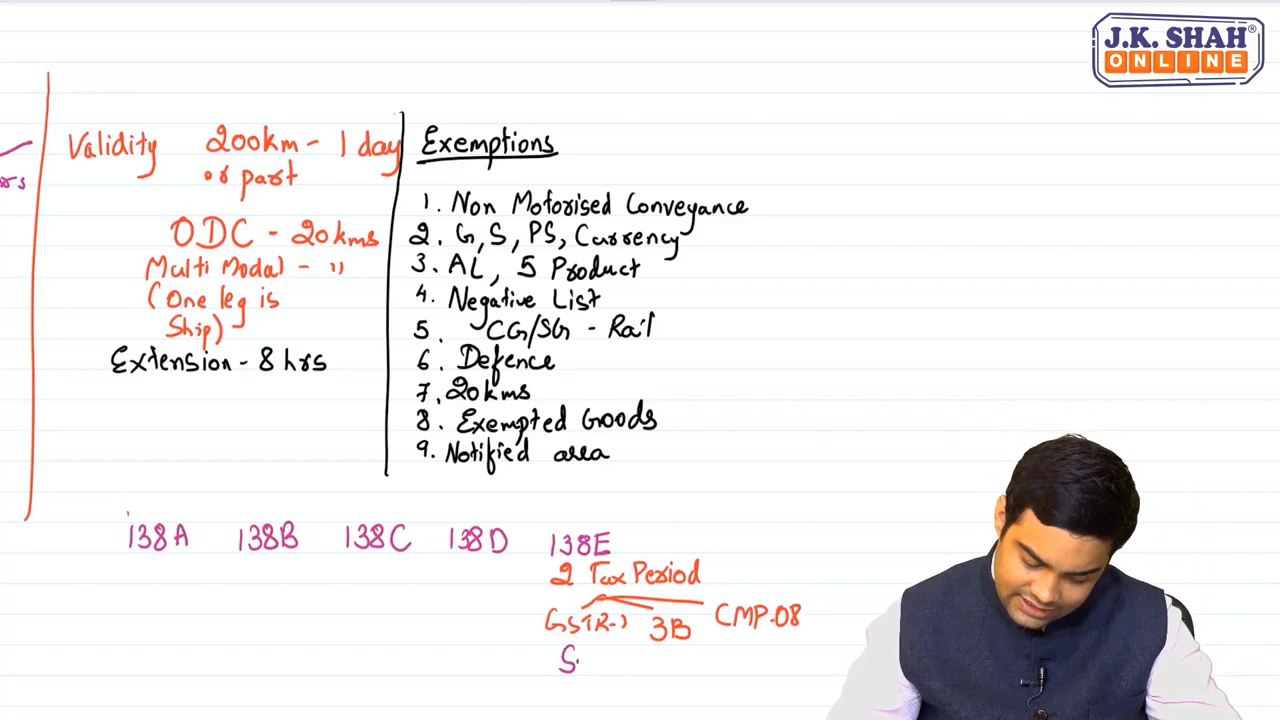 J.K. SHAH®
ONLINE
Validity 200km - 1 day
or part
ODC - 20kms
Multi Modal - "
(One leg is
Ship)
Extension - 8 hrs
Exemptions
1. Non Motorised Conveyance
2. G, S, PS, Currency
3. AL, 5 Product
4. Negative List
5. CG/SG - Rail
6. Defence
7. 20kms
8. Exempted Goods
9. Notified area
138A 138B 138C 138D 138E
2 Tax Period
GSTR-1 3B CMP-08
S